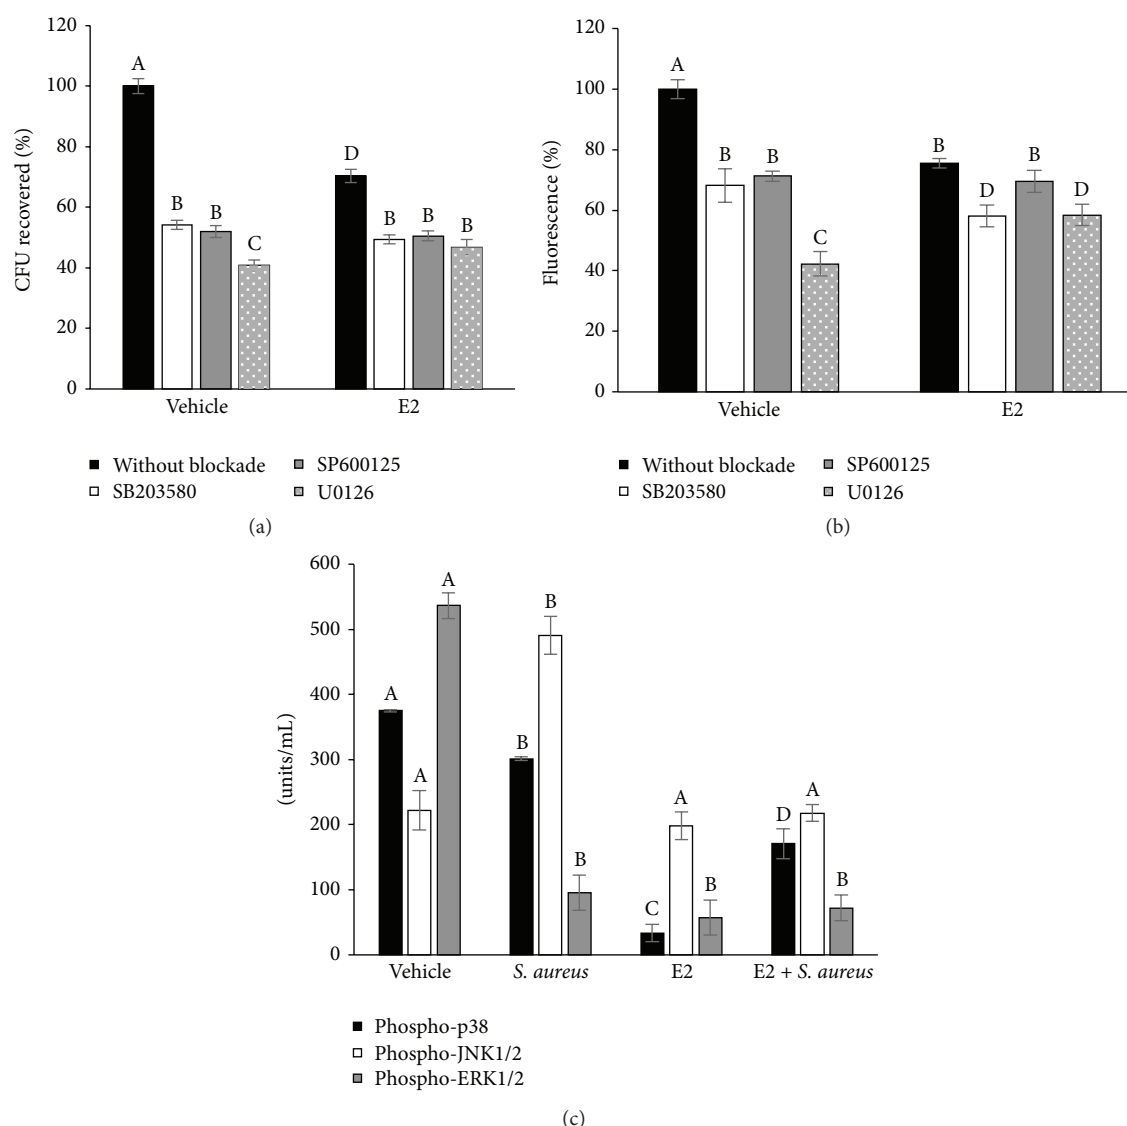 120
100
80
60
40
20
0
CFU recovered (%)
A
B
B
C
D
B
B
B
Vehicle
E2
Without blockade
SP600125
SB203580
U0126
(a)
120
100
80
60
40
20
0
Fluorescence (%)
A
B
B
C
B
D
B
D
Vehicle
E2
Without blockade
SP600125
SB203580
U0126
(b)
600
500
400
300
200
100
0
(units/mL)
A
A
A
B
B
B
C
A
B
D
A
B
Vehicle
S. aureus
E2
E2 + S. aureus
Phospho-p38
Phospho-JNK1/2
Phospho-ERK1/2
(c)